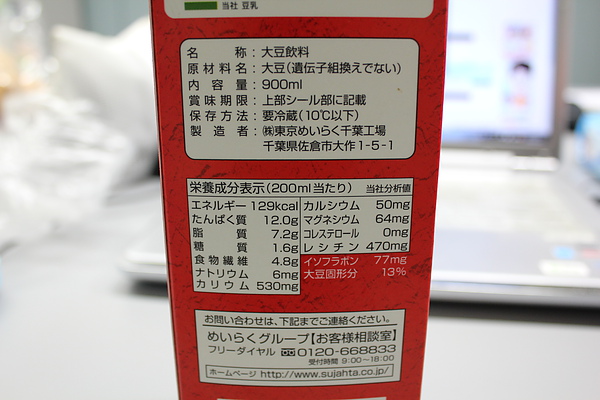 当社 豆乳
名称：大豆飲料
原材料名：大豆(遺伝子組換えでない)
内容量：900ml
賞味期限：上部シール部に記載
保存方法：要冷蔵(10℃以下)
製造者：㈱東京めいらく千葉工場
千葉県佐倉市大作1-5-1
栄養成分表示(200ml当たり) 当社分析値
エネルギー 129kcal
たんぱく質 12.0g
脂質 7.2g
糖質 1.6g
食物繊維 4.8g
ナトリウム 6mg
カリウム 530mg
カルシウム 50mg
マグネシウム 64mg
コレステロール 0mg
レシチン 470mg
イソフラボン 77mg
大豆固形分 13%
お問い合わせは、下記までご連絡ください。
めいらくグループ【お客様相談室】
フリーダイヤル 0120-668833
受付時間 9:00～18:00
ホームページ http://www.sujahta.co.jp/